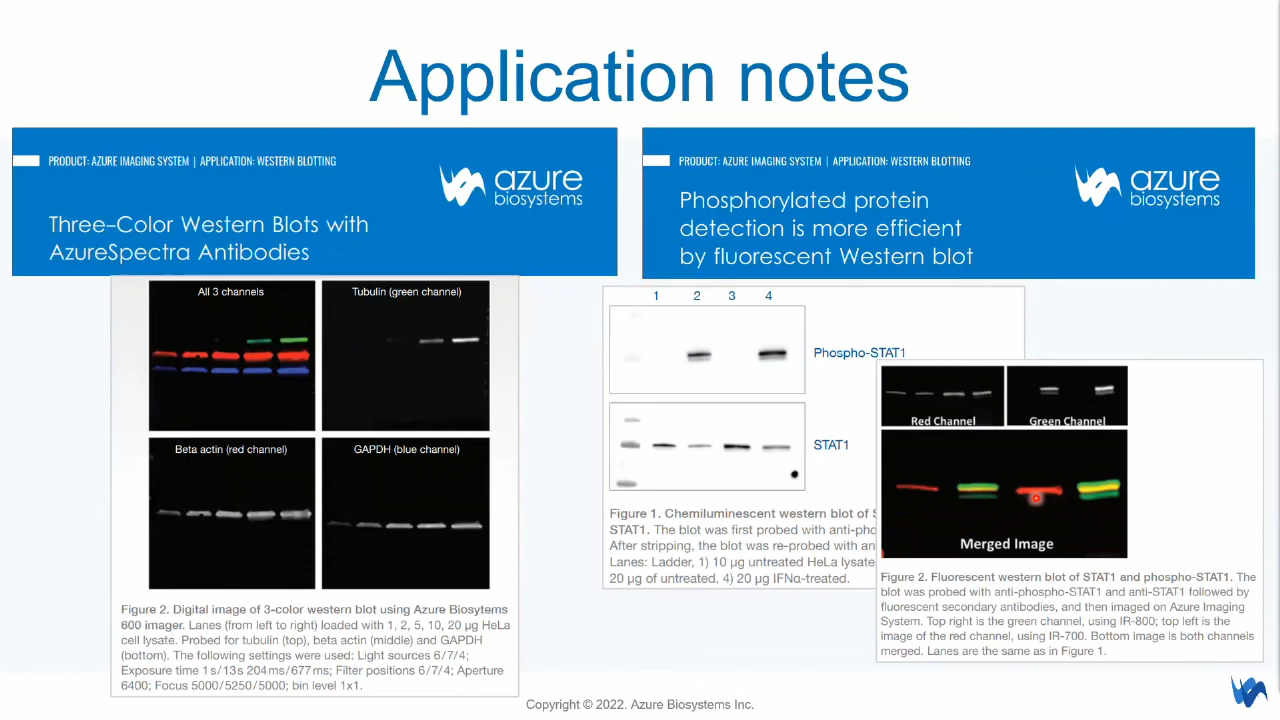 Application notes
PRODUCT: AZURE IMAGING SYSTEM | APPLICATION: WESTERN BLOTTING
azure
biosystems
Three–Color Western Blots with
AzureSpectra Antibodies
All 3 channels
Tubulin (green channel)
Beta actin (red channel)
GAPDH (blue channel)
Figure 2. Digital image of 3-color western blot using Azure Biosytems
600 imager. Lanes (from left to right) loaded with 1, 2, 5, 10, 20 µg HeLa
cell lysate. Probed for tubulin (top), beta actin (middle) and GAPDH
(bottom). The following settings were used: Light sources 6/7/4;
Exposure time 1s/13s 204ms/677ms; Filter positions 6/7/4; Aperture
6400; Focus 5000/5250/5000; bin level 1x1.
PRODUCT: AZURE IMAGING SYSTEM | APPLICATION: WESTERN BLOTTING
azure
biosystems
Phosphorylated protein
detection is more efficient
by fluorescent Western blot
1 2 3 4
Phospho-STAT1
STAT1
Figure 1. Chemiluminescent western blot of
STAT1. The blot was first probed with anti-pho
After stripping, the blot was re-probed with an
Lanes: Ladder, 1) 10 µg untreated HeLa lysate
20 µg of untreated, 4) 20 µg IFNα-treated.
Red Channel
Green Channel
Merged Image
Figure 2. Fluorescent western blot of STAT1 and phospho-STAT1. The
blot was probed with anti-phospho-STAT1 and anti-STAT1 followed by
fluorescent secondary antibodies, and then imaged on Azure Imaging
System. Top right is the green channel, using IR-800; top left is the
image of the red channel, using IR-700. Bottom image is both channels
merged. Lanes are the same as in Figure 1.
Copyright © 2022. Azure Biosystems Inc.